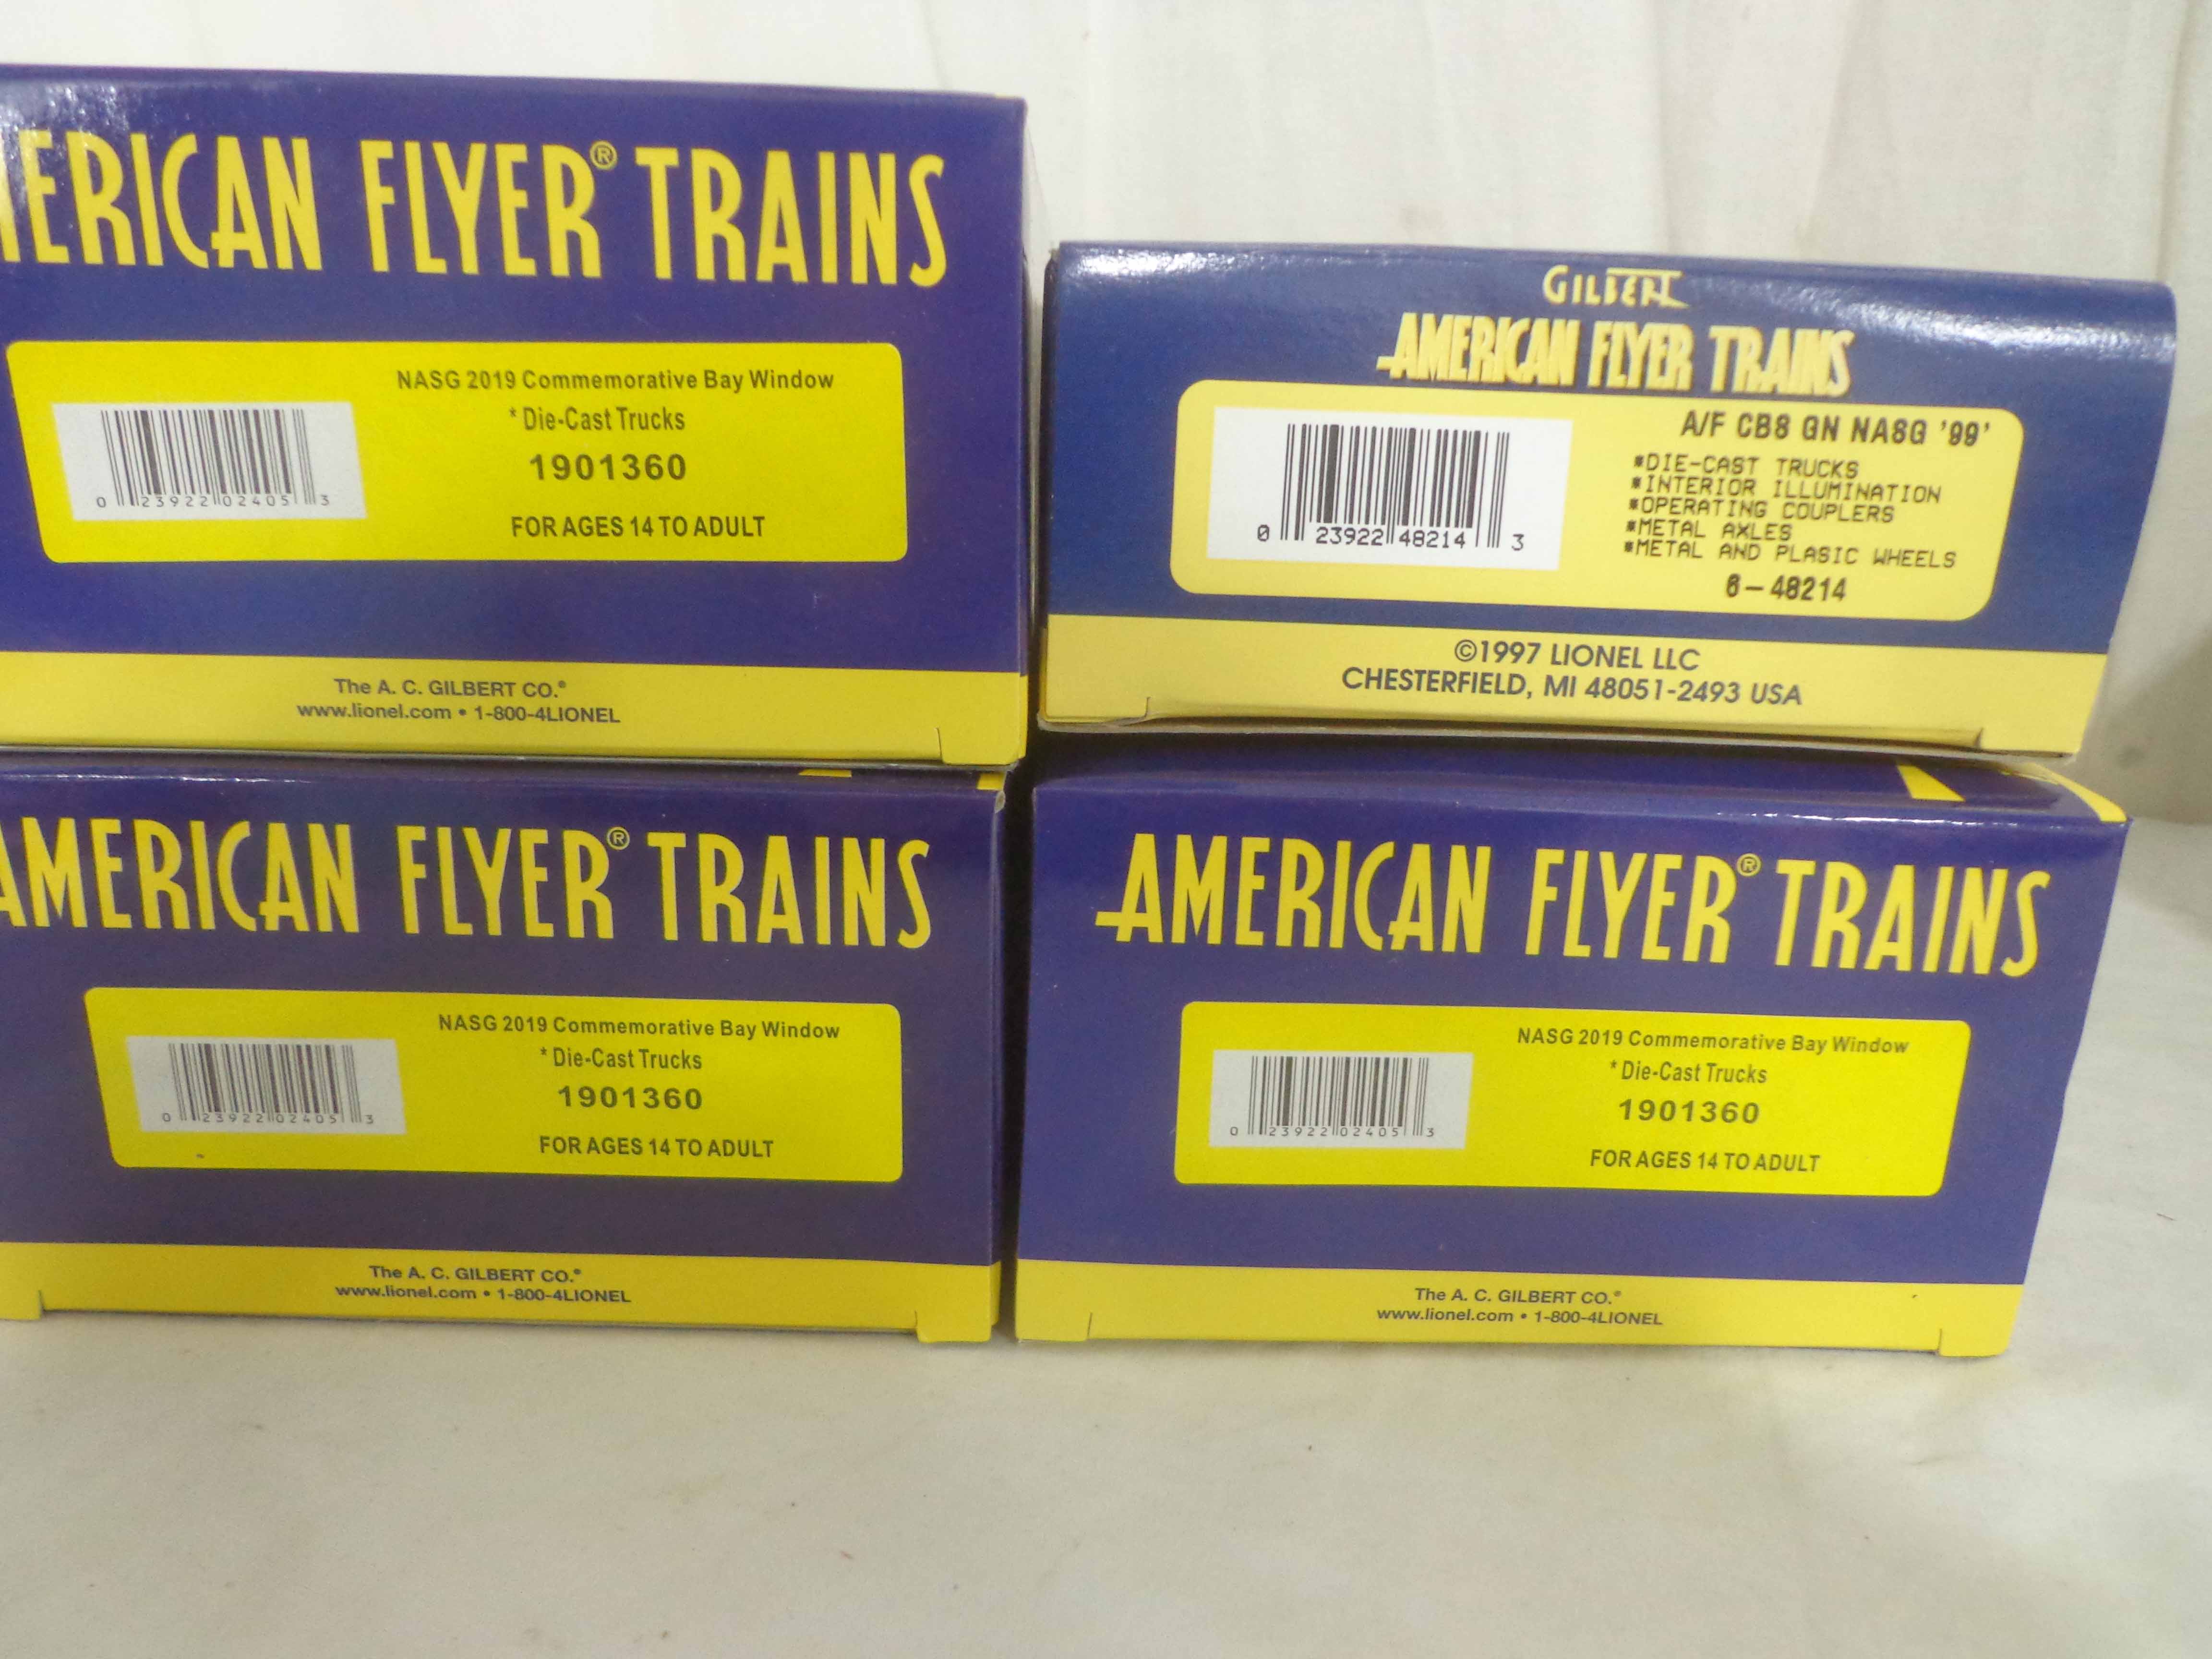 ERICAN FLYER® TRAINS
NASG 2019 Commemorative Bay Window
* Die-Cast Trucks
1901360
FOR AGES 14 TO ADULT
0 23922 02405 3
The A. C. GILBERT CO.®
www.lionel.com • 1-800-4LIONEL
GILBERT
AMERICAN FLYER TRAINS
A/F CBS GN NASG '99'
*DIE-CAST TRUCKS
*INTERIOR ILLUMINATION
*OPERATING COUPLERS
*METAL AXLES
*METAL AND PLASIC WHEELS
6-48214
0 23922 48214 3
©1997 LIONEL LLC
CHESTERFIELD, MI 48051-2493 USA
AMERICAN FLYER® TRAINS
NASG 2019 Commemorative Bay Window
* Die-Cast Trucks
1901360
FOR AGES 14 TO ADULT
0 23922 02405 3
The A. C. GILBERT CO.®
www.lionel.com • 1-800-4LIONEL
AMERICAN FLYER® TRAINS
NASG 2019 Commemorative Bay Window
* Die-Cast Trucks
1901360
FOR AGES 14 TO ADULT
0 23922 02405 3
The A. C. GILBERT CO.®
www.lionel.com • 1-800-4LIONEL